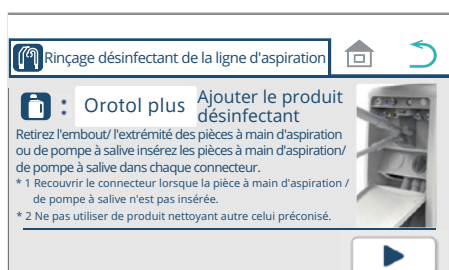 Rinçage désinfectant de la ligne d'aspiration
: Orotol plus Ajouter le produit
désinfectant
Retirez l'embout/ l'extrémité des pièces à main d'aspiration
ou de pompe à salive insérez les pièces à main d'aspiration/
de pompe à salive dans chaque connecteur.
* 1 Recouvrir le connecteur lorsque la pièce à main d'aspiration /
de pompe à salive n'est pas insérée.
* 2 Ne pas utiliser de produit nettoyant autre celui préconisé.